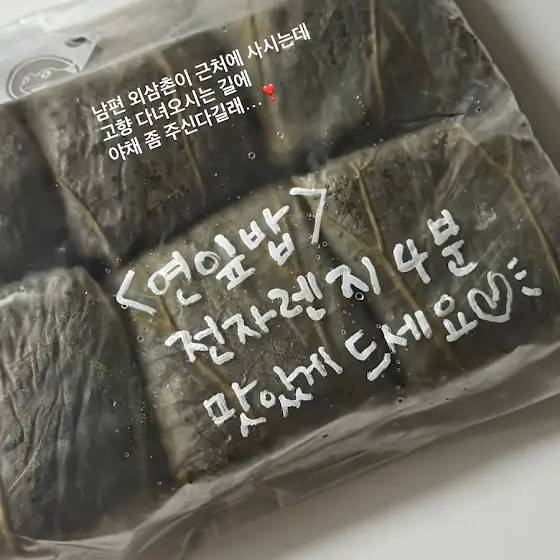 남편 외삼촌이 근처에 사시는데
고향 다녀오시는 길에
야채 좀 주신다길래...❣️
<연잎밥>
전자렌지 4분
맛있게 드세요♡